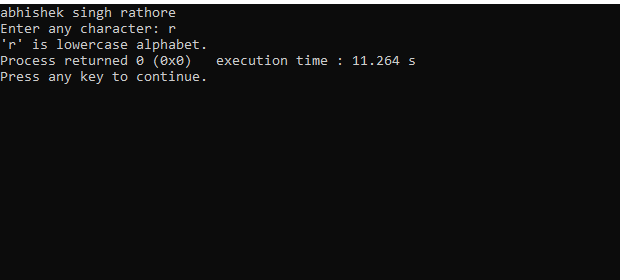 abhishek singh rathore
Enter any character: r
'r' is lowercase alphabet.
Process returned 0 (0x0)   execution time : 11.264 s
Press any key to continue.